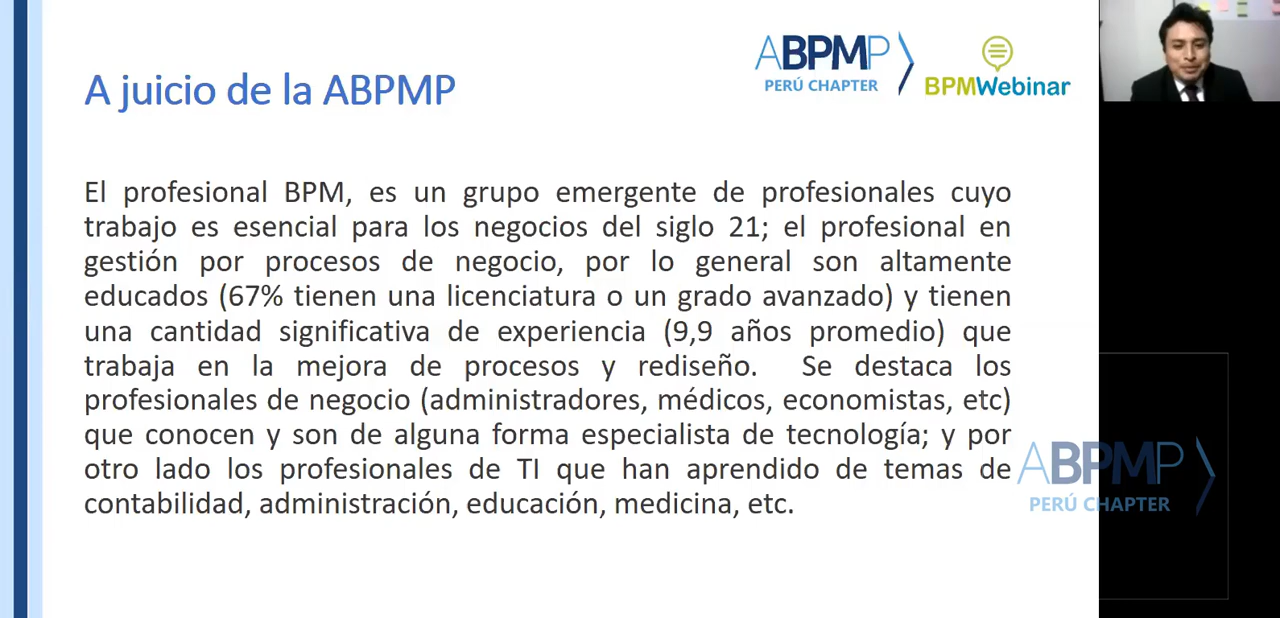 A juicio de la ABPMP
ABPMP
PERÚ CHAPTER
BPMWebinar
El profesional BPM, es un grupo emergente de profesionales cuyo
trabajo es esencial para los negocios del siglo 21; el profesional en
gestión por procesos de negocio, por lo general son altamente
educados (67% tienen una licenciatura o un grado avanzado) y tienen
una cantidad significativa de experiencia (9,9 años promedio) que
trabaja en la mejora de procesos y rediseño. Se destaca los
profesionales de negocio (administradores, médicos, economistas, etc)
que conocen y son de alguna forma especialista de tecnología; y por
otro lado los profesionales de TI que han aprendido de temas de
contabilidad, administración, educación, medicina, etc.
ABPMP
PERÚ CHAPTER